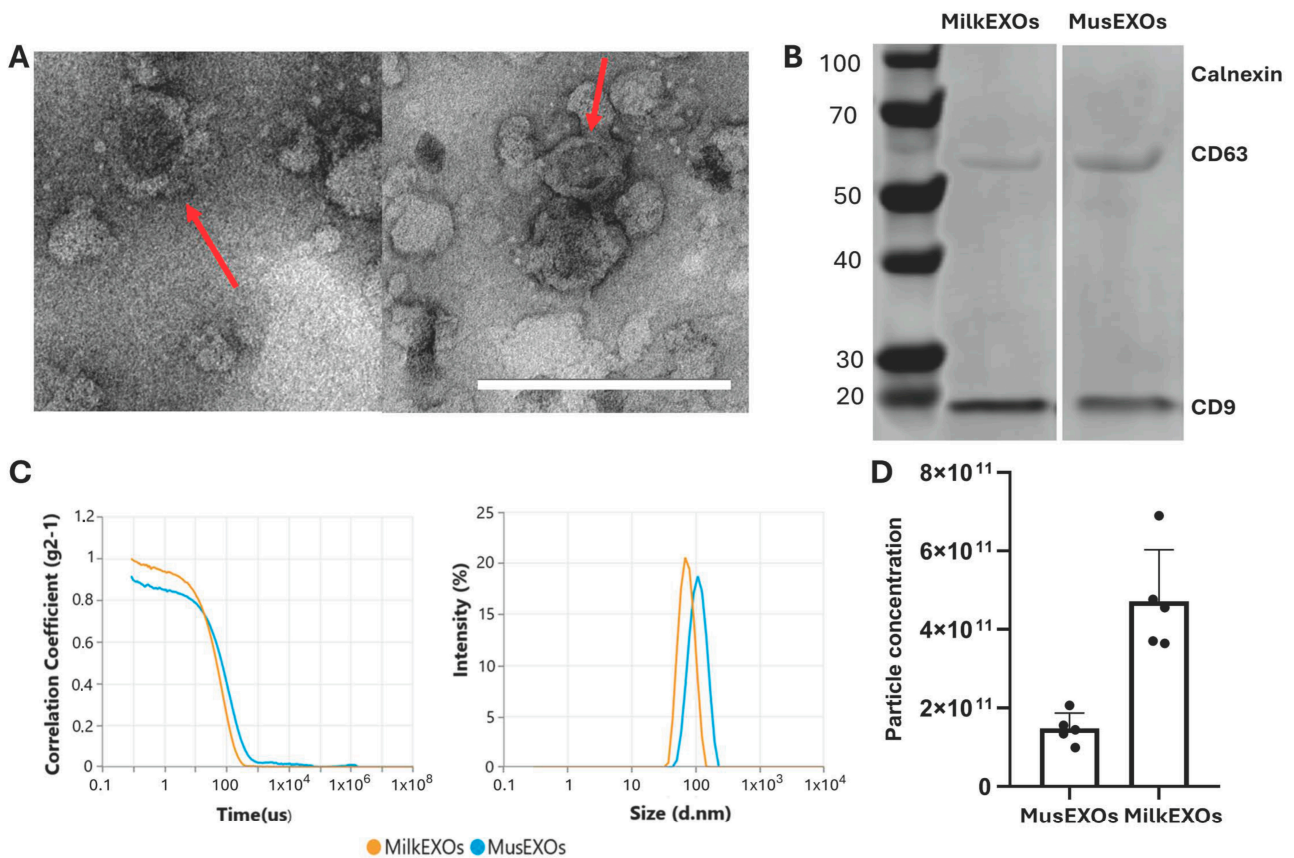 A
B
MilkEXOs MusEXOs
100
70
50
40
30
20
Calnexin
CD63
CD9
C
Correlation Coefficient (g2-1)
1.2
1
0.8
0.6
0.4
0.2
0
0.1 1 100 1x10⁴ 1x10⁶ 1x10⁸
Time(us)
Intensity (%)
25
20
15
10
5
0
0.1 1 10 100 1x10³ 1x10⁴
Size (d.nm)
MilkEXOs MusEXOs
D
Particle concentration
8×10¹¹
6×10¹¹
4×10¹¹
2×10¹¹
0
MusEXOs MilkEXOs